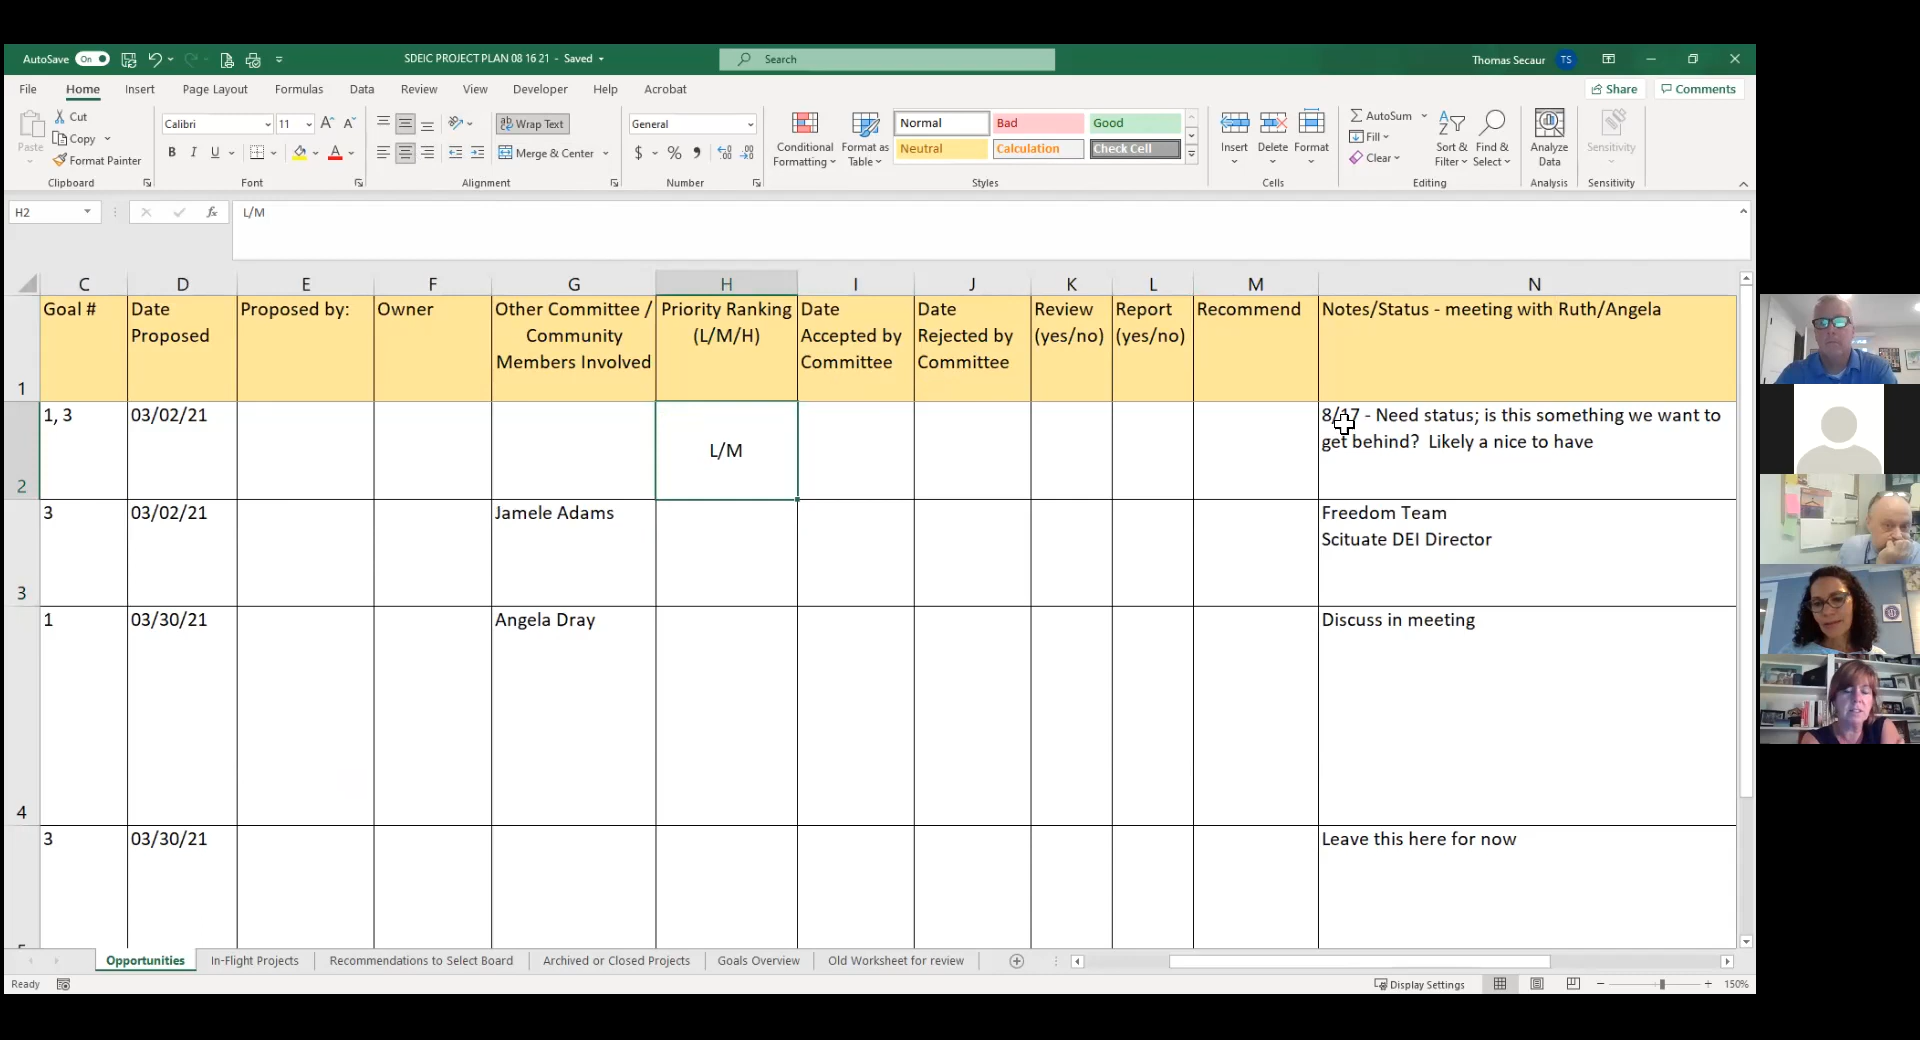 AutoSave On SDEIC PROJECT PLAN 08 16 21 - Saved Search Thomas Secaur TS
File Home Insert Page Layout Formulas Data Review View Developer Help Acrobat Share Comments
Paste Cut Copy Format Painter
Calibri 11 B I U
Wrap Text Merge & Center
General $ % ,
Conditional Formatting Format as Table
Normal Bad Good
Neutral Calculation Check Cell
Insert Delete Format
AutoSum Fill Clear
Sort & Filter Find & Select
Analyze Data Sensitivity
Clipboard Font Alignment Number Styles Cells Editing Analysis Sensitivity
H2 fx L/M
C D E F G H I J K L M N
1 Goal # Date Proposed Proposed by: Owner Other Committee / Community Members Involved Priority Ranking (L/M/H) Date Accepted by Committee Date Rejected by Committee Review (yes/no) Report (yes/no) Recommend Notes/Status - meeting with Ruth/Angela
2 1, 3 03/02/21 L/M 8/17 - Need status; is this something we want to
get behind? Likely a nice to have
3 3 03/02/21 Jamele Adams Freedom Team
Scituate DEI Director
4 1 03/30/21 Angela Dray Discuss in meeting
3 03/30/21 Leave this here for now
Opportunities In-Flight Projects Recommendations to Select Board Archived or Closed Projects Goals Overview Old Worksheet for review
Ready Display Settings 150%